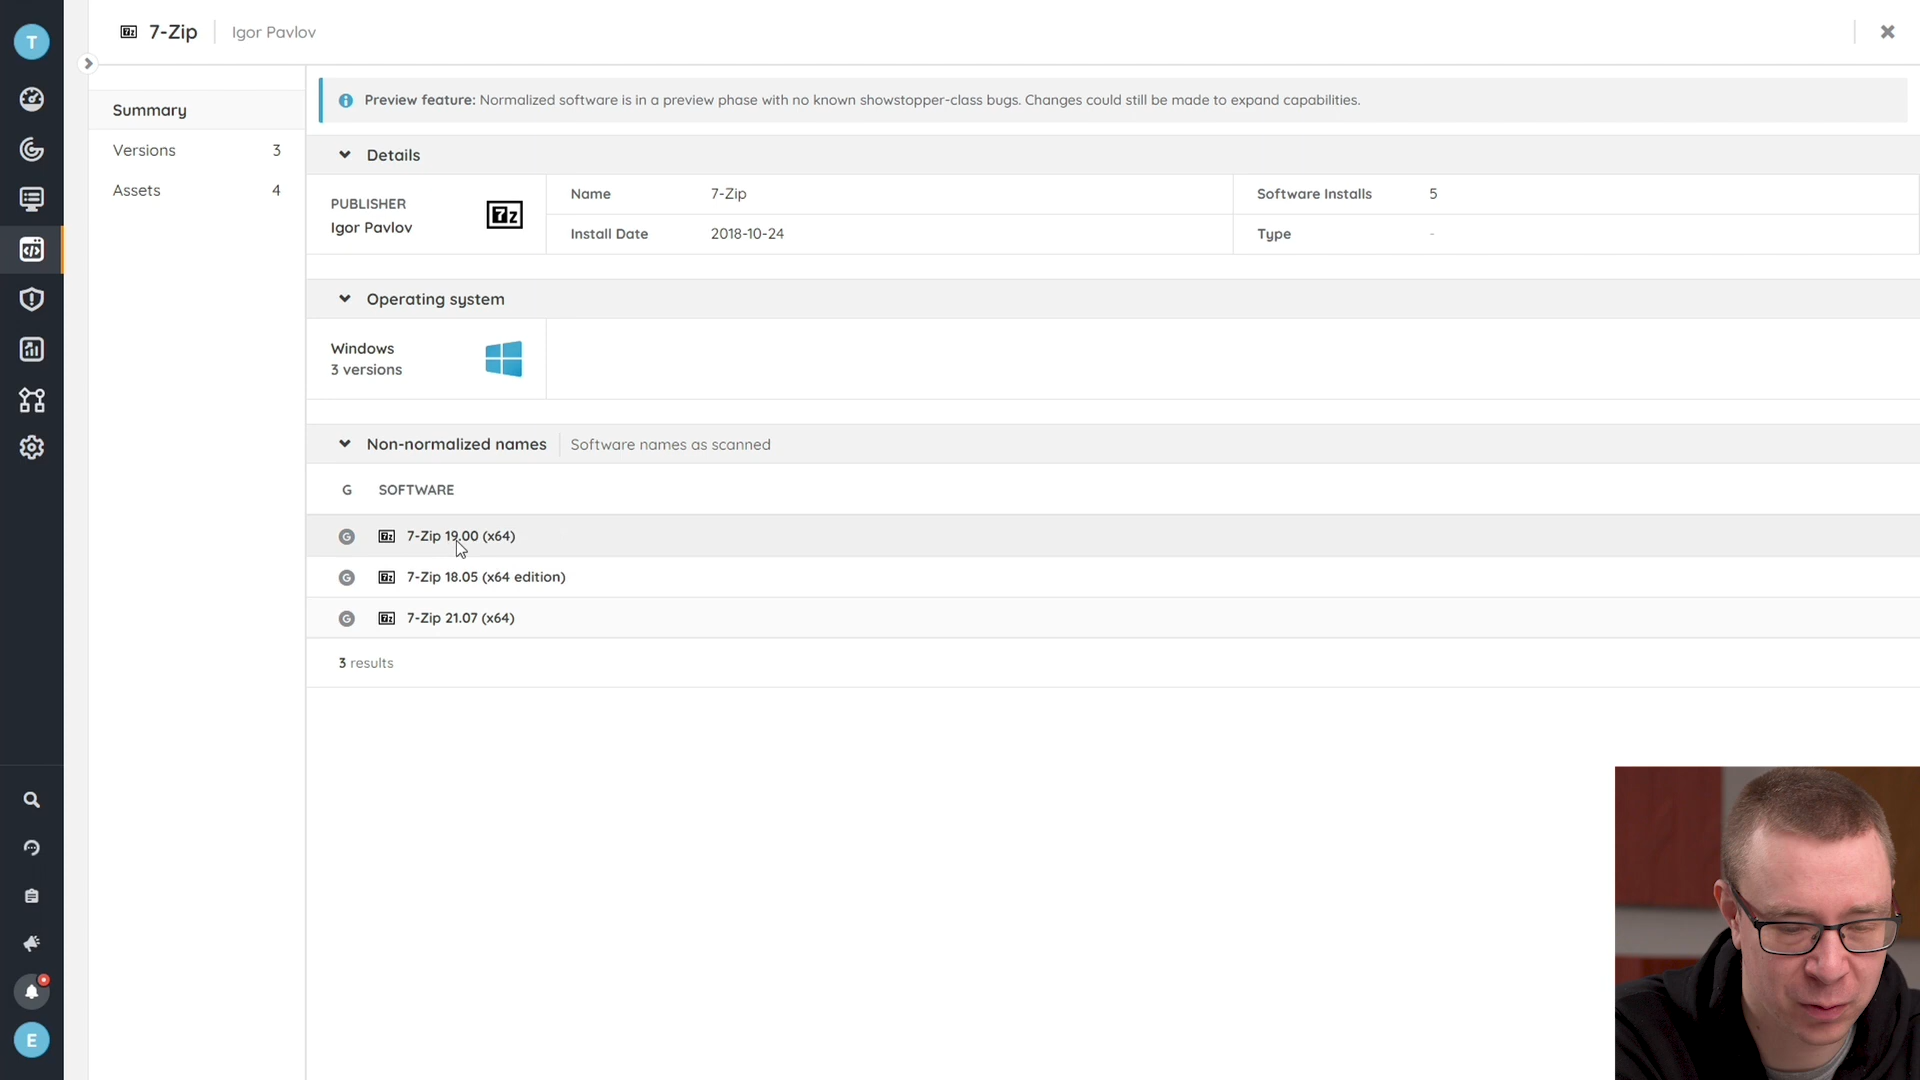 T
7z 7-Zip Igor Pavlov
Preview feature: Normalized software is in a preview phase with no known showstopper-class bugs. Changes could still be made to expand capabilities.
Summary
Versions 3
Assets 4
Details
PUBLISHER
Igor Pavlov
7z
Name 7-Zip
Install Date 2018-10-24
Software Installs 5
Type -
Operating system
Windows
3 versions
Non-normalized names Software names as scanned
G SOFTWARE
G 7z 7-Zip 19.00 (x64)
G 7z 7-Zip 18.05 (x64 edition)
G 7z 7-Zip 21.07 (x64)
3 results
E